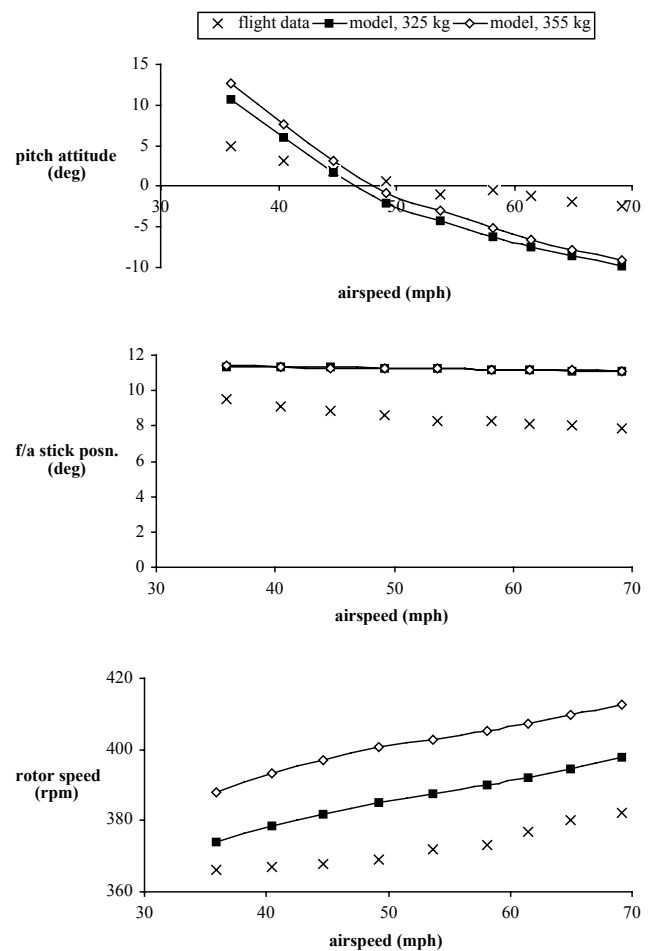 flight data model, 325 kg model, 355 kg
15
10
5
0
-5
-10
pitch attitude
(deg)
30 40 50 60 70
airspeed (mph)
12
10
8
6
4
2
0
f/a stick posn.
(deg)
30 40 50 60 70
airspeed (mph)
420
400
380
360
rotor speed
(rpm)
30 40 50 60 70
airspeed (mph)